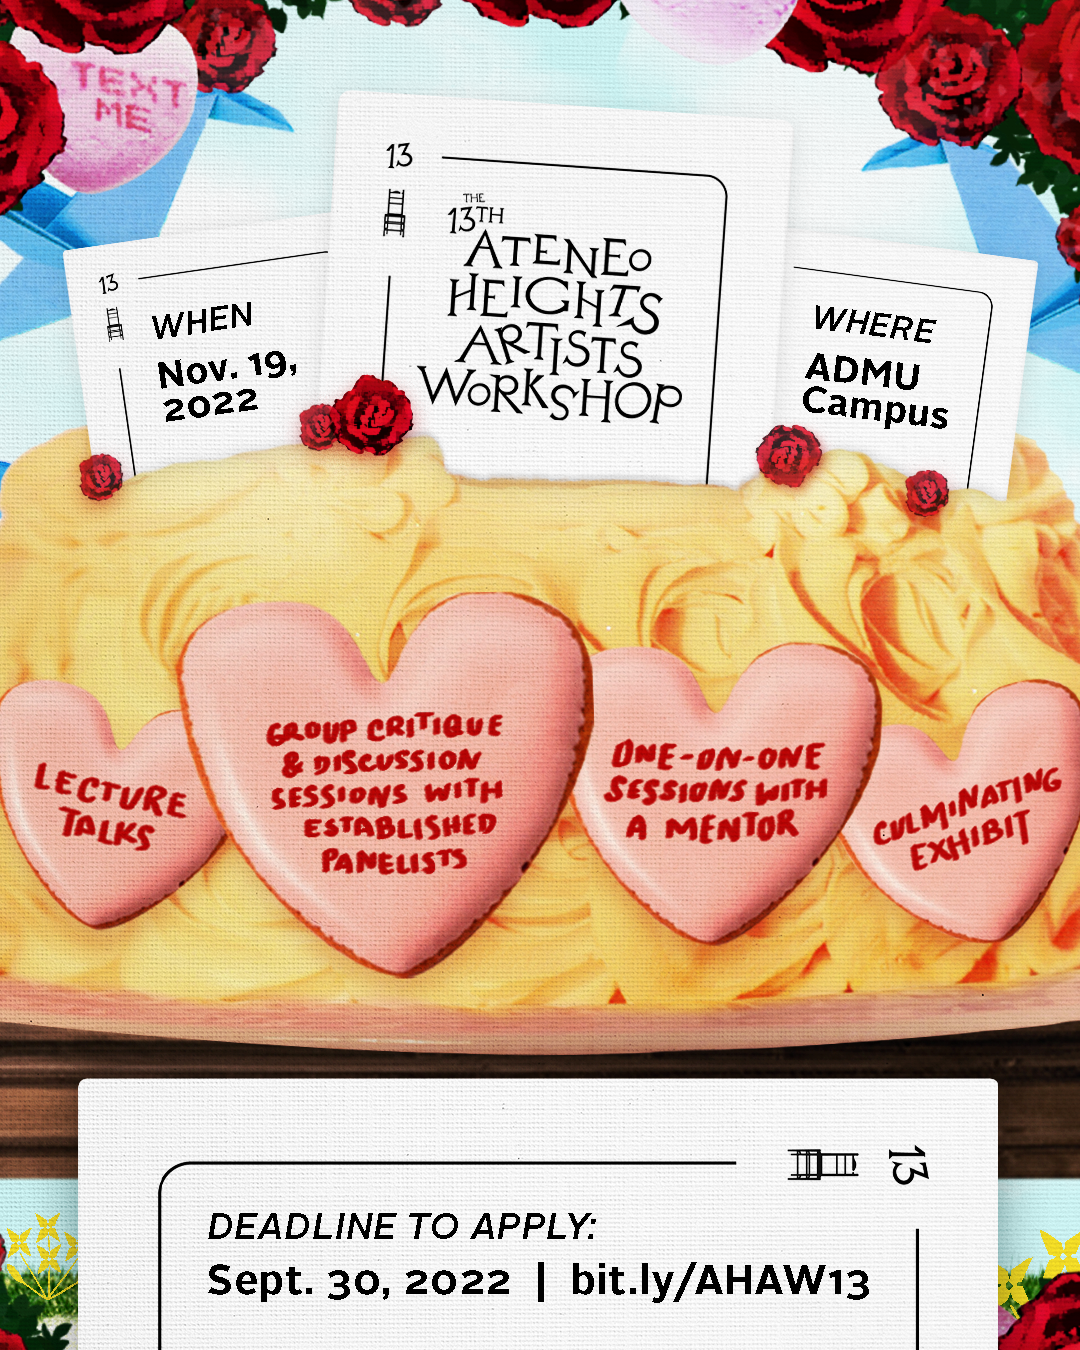 TEXT
ME
13
THE
13TH
ATENEO
HEIGHTS
ARTISTS
WORKSHOP
13
WHEN
Nov. 19,
2022
WHERE
ADMU
Campus
LECTURE
TALKS
GROUP CRITIQUE
& DISCUSSION
SESSIONS WITH
ESTABLISHED
PANELISTS
ONE-ON-ONE
SESSIONS WITH
A MENTOR
CULMINATING
EXHIBIT
13
DEADLINE TO APPLY:
Sept. 30, 2022 | bit.ly/AHAW13